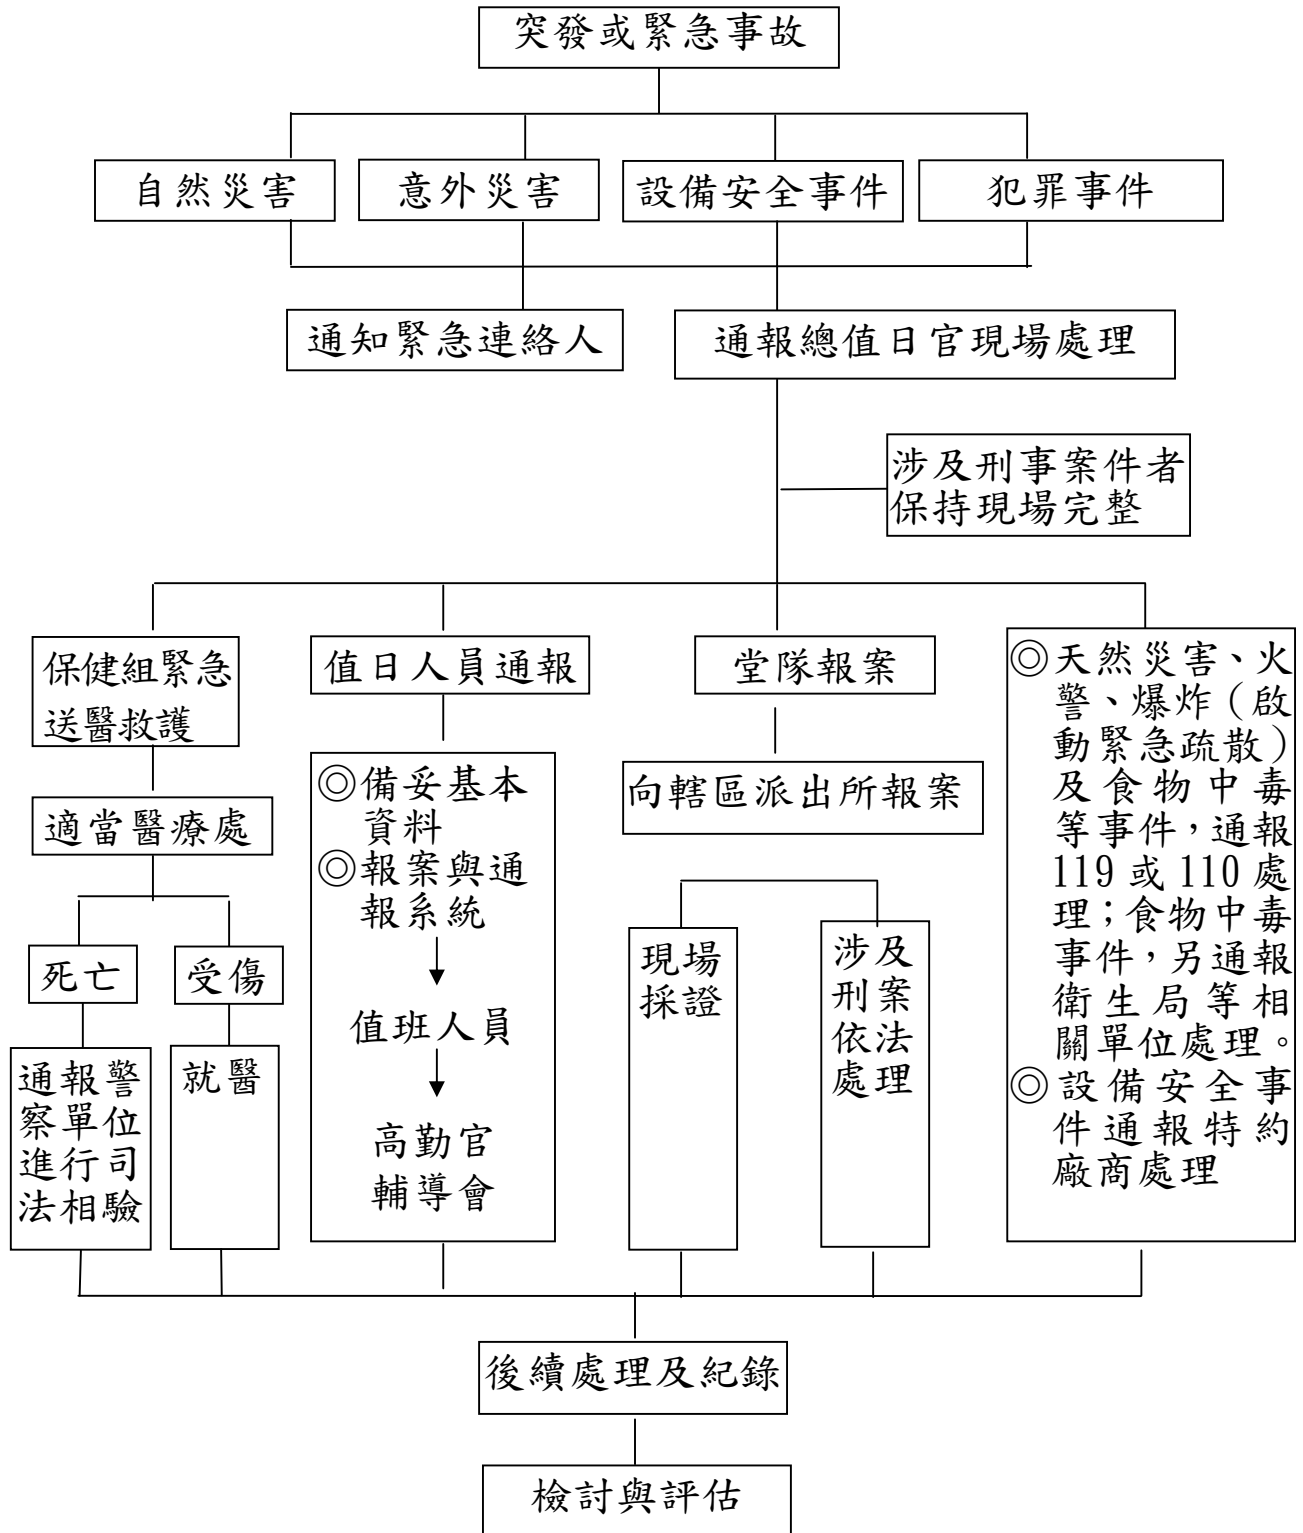 突發或緊急事故
自然災害
意外災害
設備安全事件
犯罪事件
通知緊急連絡人
通報總值日官現場處理
涉及刑事案件者
保持現場完整
保健組緊急
送醫救護
適當醫療處
死亡
受傷
通報警
察單位
進行司
法相驗
就醫
值日人員通報
◎備妥基本
資料
◎報案與通
報系統
值班人員
高勤官
輔導會
堂隊報案
向轄區派出所報案
現場
採證
涉及
刑案
依法
處理
◎天然災害、火
警、爆炸（啟
動緊急疏散）
及食物中毒
等事件，通報
119 或 110 處
理；食物中毒
事件，另通報
衛生局等相
關單位處理。
◎設備安全事
件通報特約
廠商處理
後續處理及紀錄
檢討與評估